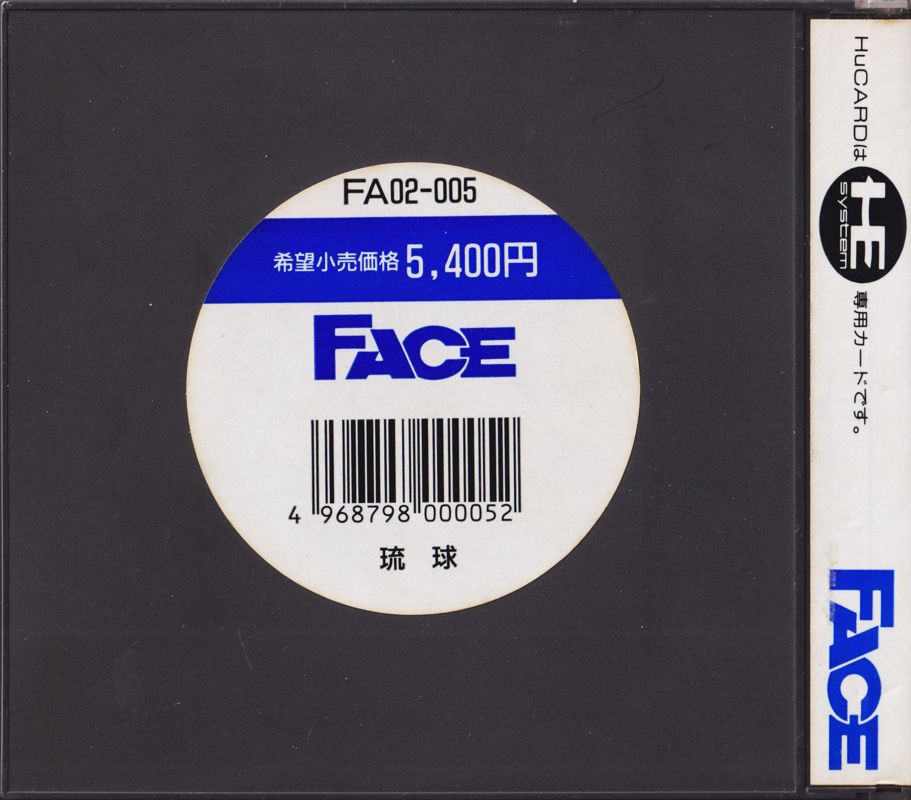 FA02-005
希望小売価格 5,400円
FACE
4 968798 000052
琉球
HuCARDは HE system 専用カードです。
FACE